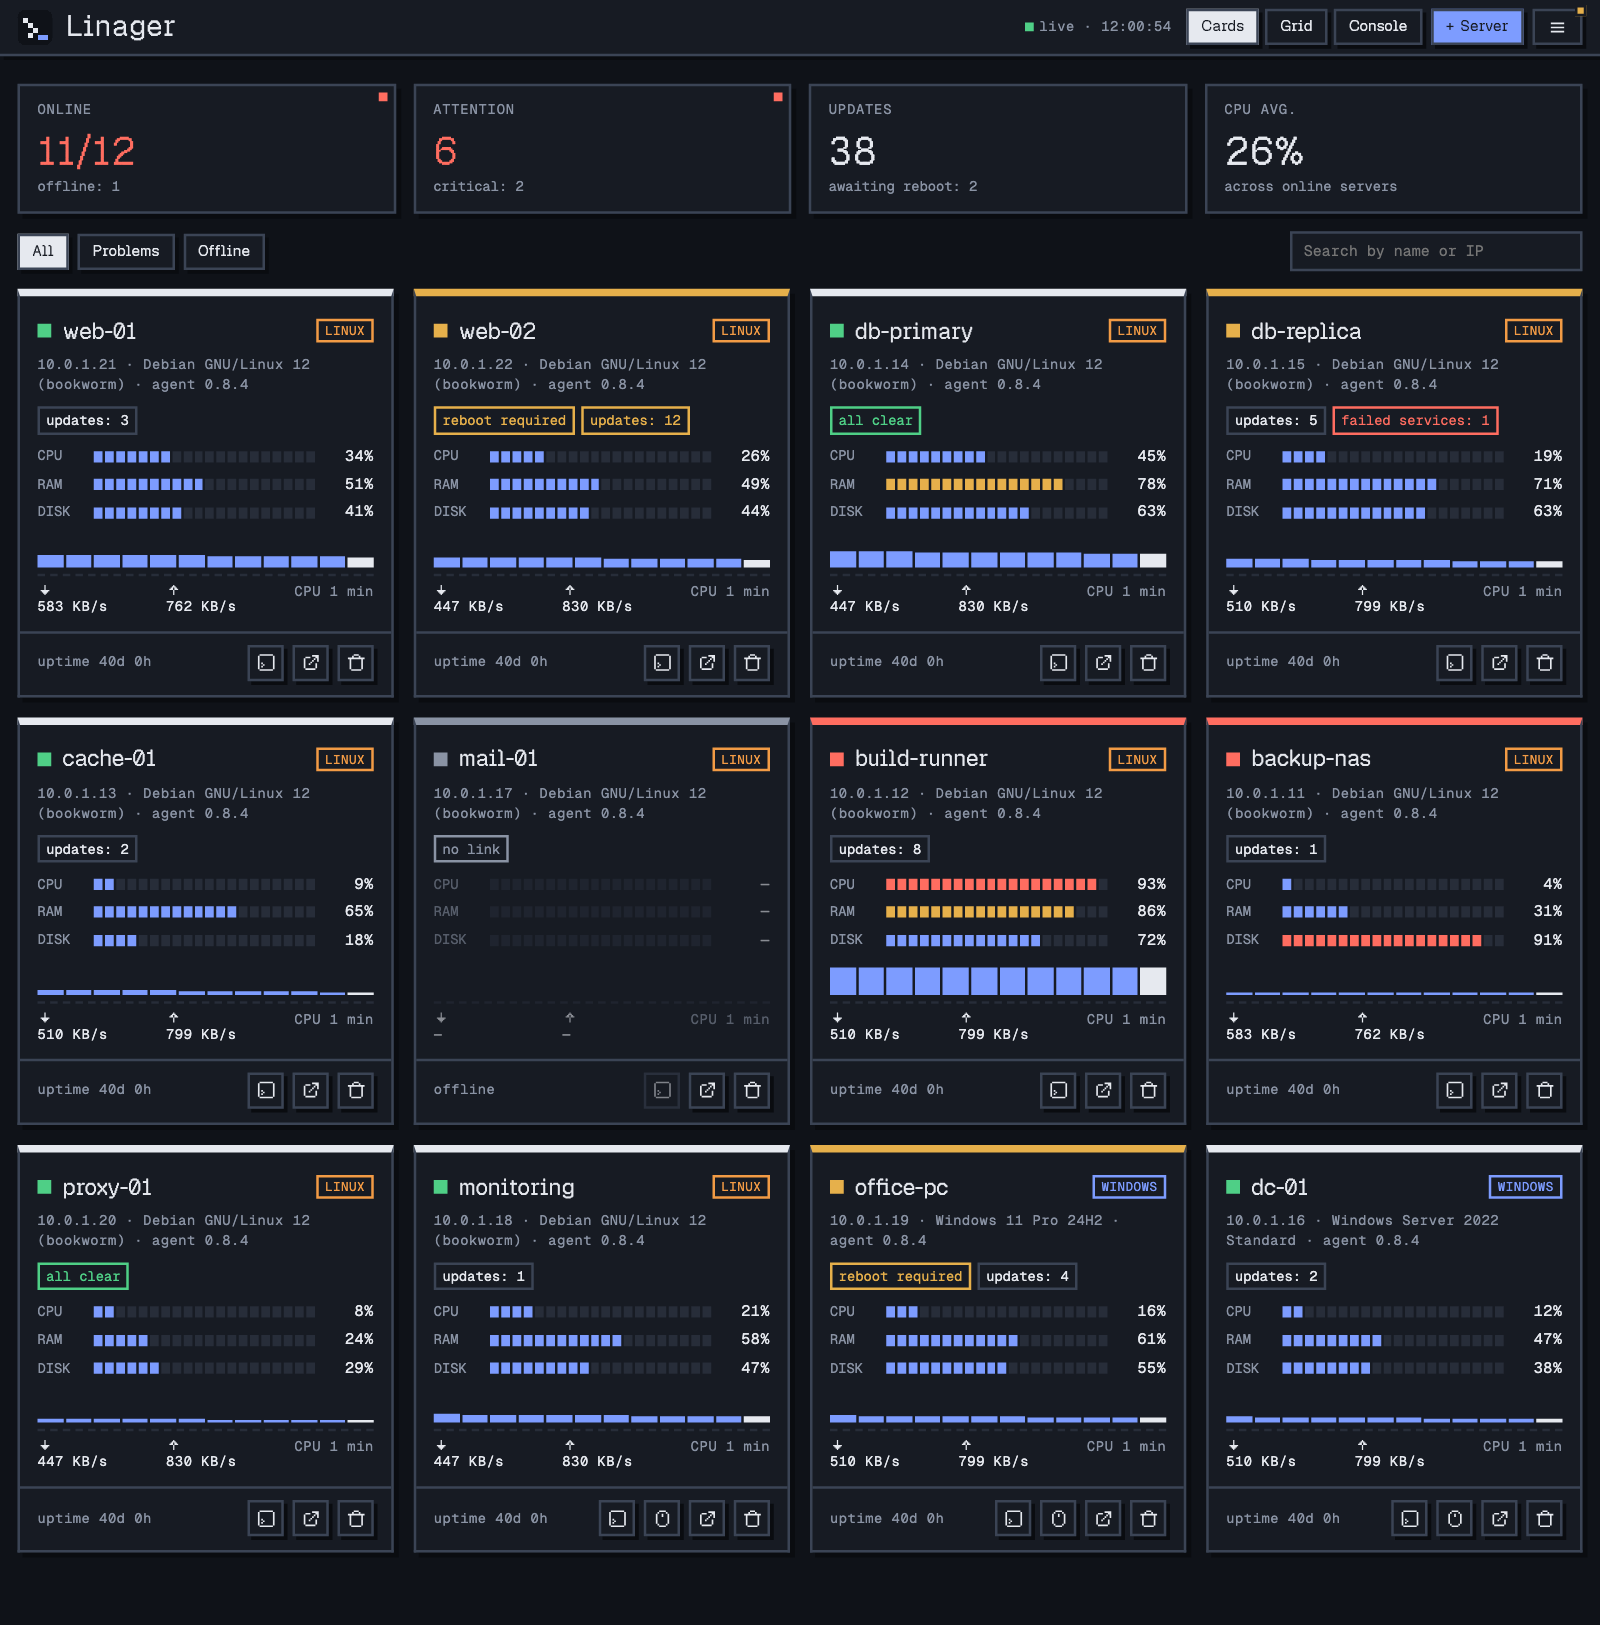 Linager
live · 12:00:54
Cards
Grid
Console
+ Server
ONLINE
11/12
offline: 1
ATTENTION
6
critical: 2
UPDATES
38
awaiting reboot: 2
CPU AVG.
26%
across online servers
All
Problems
Offline
Search by name or IP
web-01
LINUX
10.0.1.21 · Debian GNU/Linux 12
(bookworm) · agent 0.8.4
updates: 3
CPU 34%
RAM 51%
DISK 41%
↓ ↑ CPU 1 min
583 KB/s 762 KB/s
uptime 40d 0h
web-02
LINUX
10.0.1.22 · Debian GNU/Linux 12
(bookworm) · agent 0.8.4
reboot required
updates: 12
CPU 26%
RAM 49%
DISK 44%
↓ ↑ CPU 1 min
447 KB/s 830 KB/s
uptime 40d 0h
db-primary
LINUX
10.0.1.14 · Debian GNU/Linux 12
(bookworm) · agent 0.8.4
all clear
CPU 45%
RAM 78%
DISK 63%
↓ ↑ CPU 1 min
447 KB/s 830 KB/s
uptime 40d 0h
db-replica
LINUX
10.0.1.15 · Debian GNU/Linux 12
(bookworm) · agent 0.8.4
updates: 5
failed services: 1
CPU 19%
RAM 71%
DISK 63%
↓ ↑ CPU 1 min
510 KB/s 799 KB/s
uptime 40d 0h
cache-01
LINUX
10.0.1.13 · Debian GNU/Linux 12
(bookworm) · agent 0.8.4
updates: 2
CPU 9%
RAM 65%
DISK 18%
↓ ↑ CPU 1 min
510 KB/s 799 KB/s
uptime 40d 0h
mail-01
LINUX
10.0.1.17 · Debian GNU/Linux 12
(bookworm) · agent 0.8.4
no link
CPU –
RAM –
DISK –
↓ ↑ CPU 1 min
– –
offline
build-runner
LINUX
10.0.1.12 · Debian GNU/Linux 12
(bookworm) · agent 0.8.4
updates: 8
CPU 93%
RAM 86%
DISK 72%
↓ ↑ CPU 1 min
510 KB/s 799 KB/s
uptime 40d 0h
backup-nas
LINUX
10.0.1.11 · Debian GNU/Linux 12
(bookworm) · agent 0.8.4
updates: 1
CPU 4%
RAM 31%
DISK 91%
↓ ↑ CPU 1 min
583 KB/s 762 KB/s
uptime 40d 0h
proxy-01
LINUX
10.0.1.20 · Debian GNU/Linux 12
(bookworm) · agent 0.8.4
all clear
CPU 8%
RAM 24%
DISK 29%
↓ ↑ CPU 1 min
447 KB/s 830 KB/s
uptime 40d 0h
monitoring
LINUX
10.0.1.18 · Debian GNU/Linux 12
(bookworm) · agent 0.8.4
updates: 1
CPU 21%
RAM 58%
DISK 47%
↓ ↑ CPU 1 min
447 KB/s 830 KB/s
uptime 40d 0h
office-pc
WINDOWS
10.0.1.19 · Windows 11 Pro 24H2 ·
agent 0.8.4
reboot required
updates: 4
CPU 16%
RAM 61%
DISK 55%
↓ ↑ CPU 1 min
510 KB/s 799 KB/s
uptime 40d 0h
dc-01
WINDOWS
10.0.1.16 · Windows Server 2022
Standard · agent 0.8.4
updates: 2
CPU 12%
RAM 47%
DISK 38%
↓ ↑ CPU 1 min
510 KB/s 799 KB/s
uptime 40d 0h